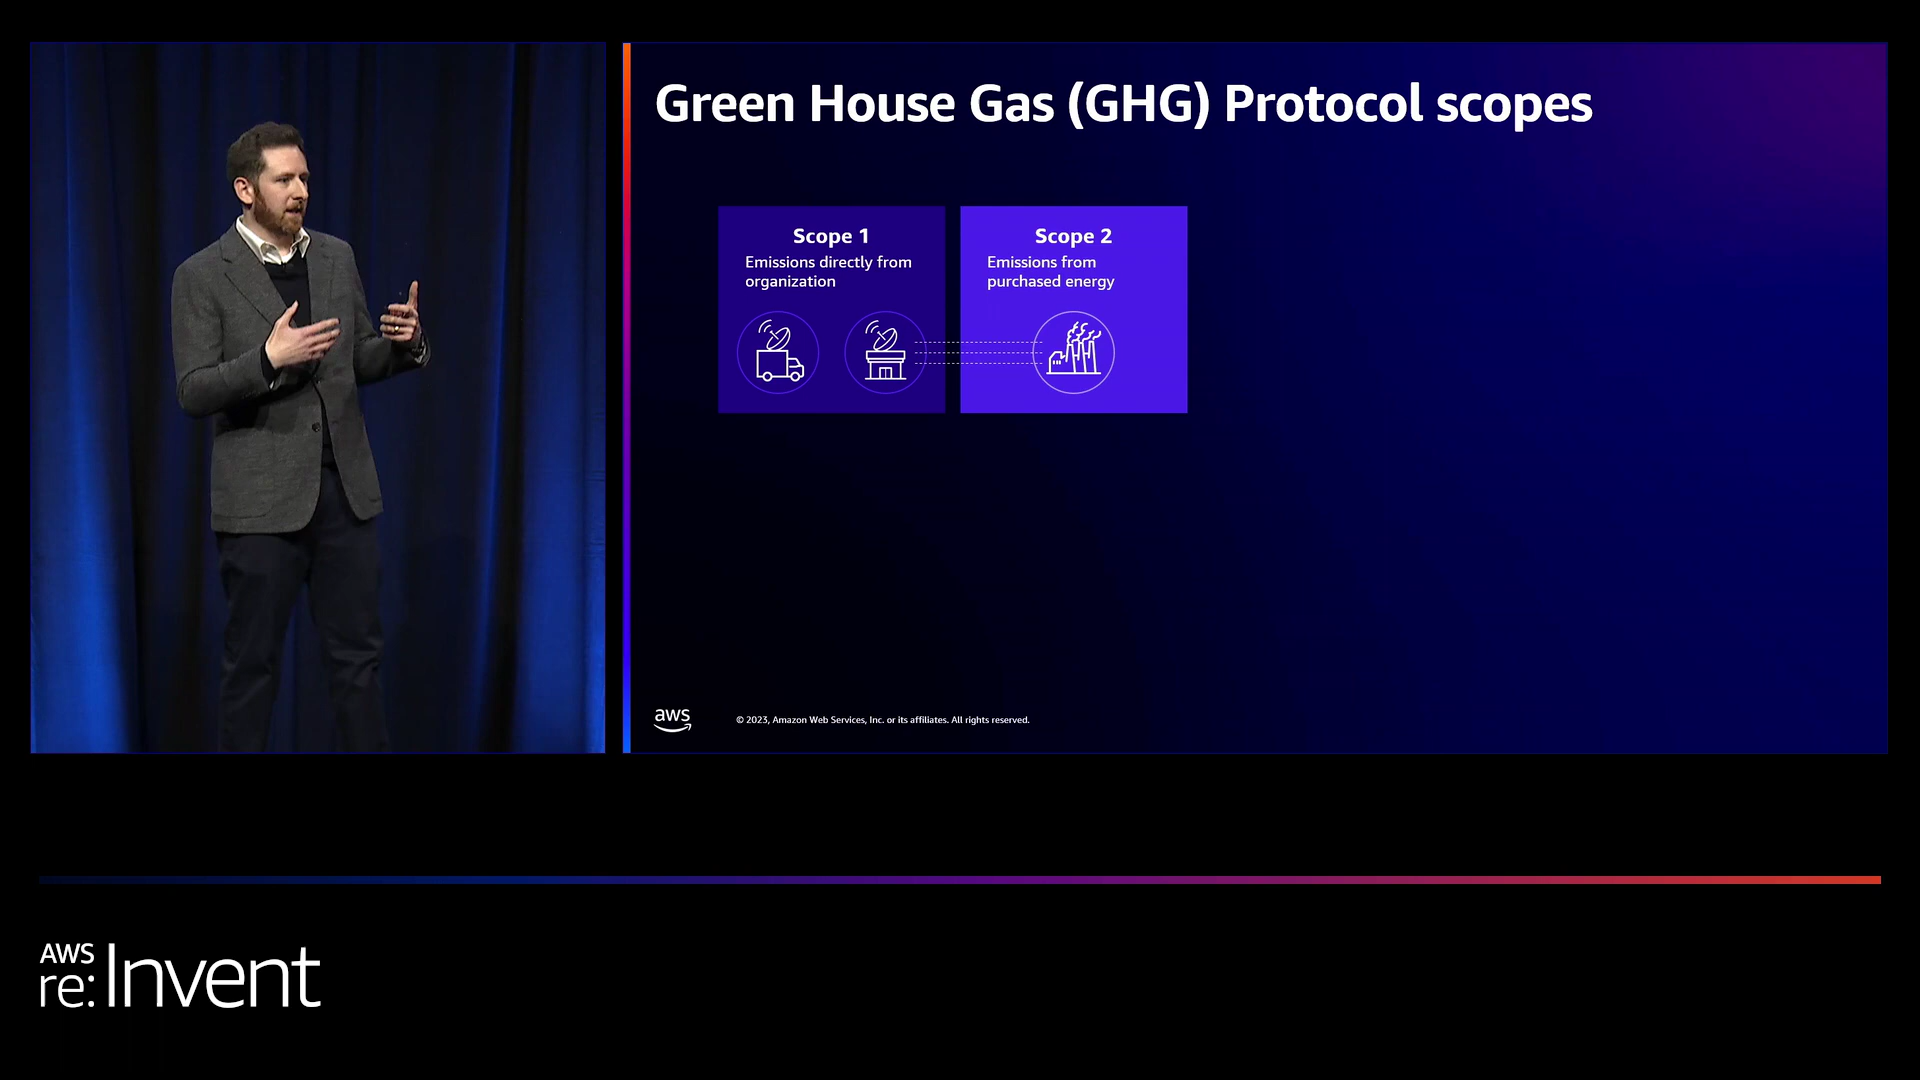 Green House Gas (GHG) Protocol scopes
Scope 1
Emissions directly from
organization
Scope 2
Emissions from
purchased energy
aws
© 2023, Amazon Web Services, Inc. or its affiliates. All rights reserved.
AWS
re:Invent